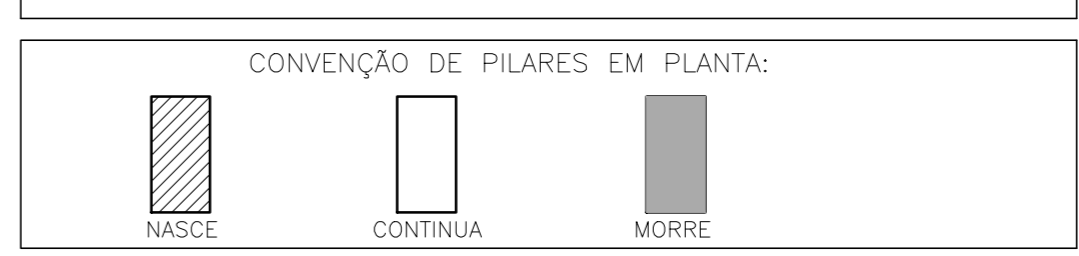 CONVENÇÃO DE PILARES EM PLANTA:
NASCE CONTINUA MORRE